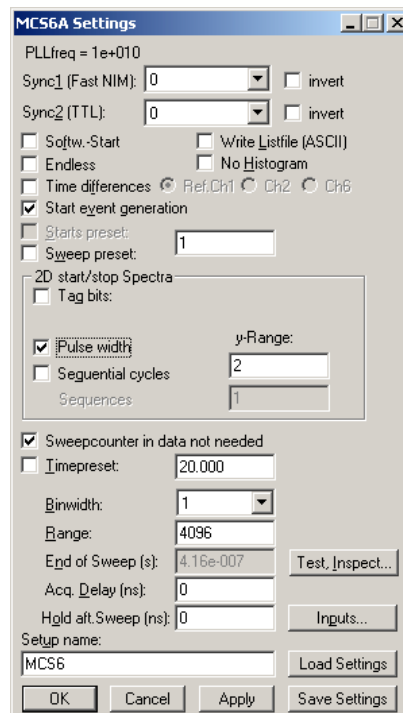 MCS6A Settings
PLLfreq = 1e+010
Sync1 (Fast NIM): 0 invert
Sync2 (TTL): 0 invert
Softw.-Start Write Listfile (ASCII)
Endless No Histogram
Time differences Ref.Ch1 Ch2 Ch6
Start event generation
Starts preset:
Sweep preset: 1
2D start/stop Spectra
Tag bits:
Pulse width y-Range:
2
Sequential cycles
Sequences 1
Sweepcounter in data not needed
Timepreset: 20.000
Binwidth: 1
Range: 4096
End of Sweep (s): 4.16e-007 Test, Inspect...
Acq. Delay (ns): 0
Hold aft.Sweep (ns): 0 Inputs...
Setup name:
MCS6 Load Settings
OK Cancel Apply Save Settings